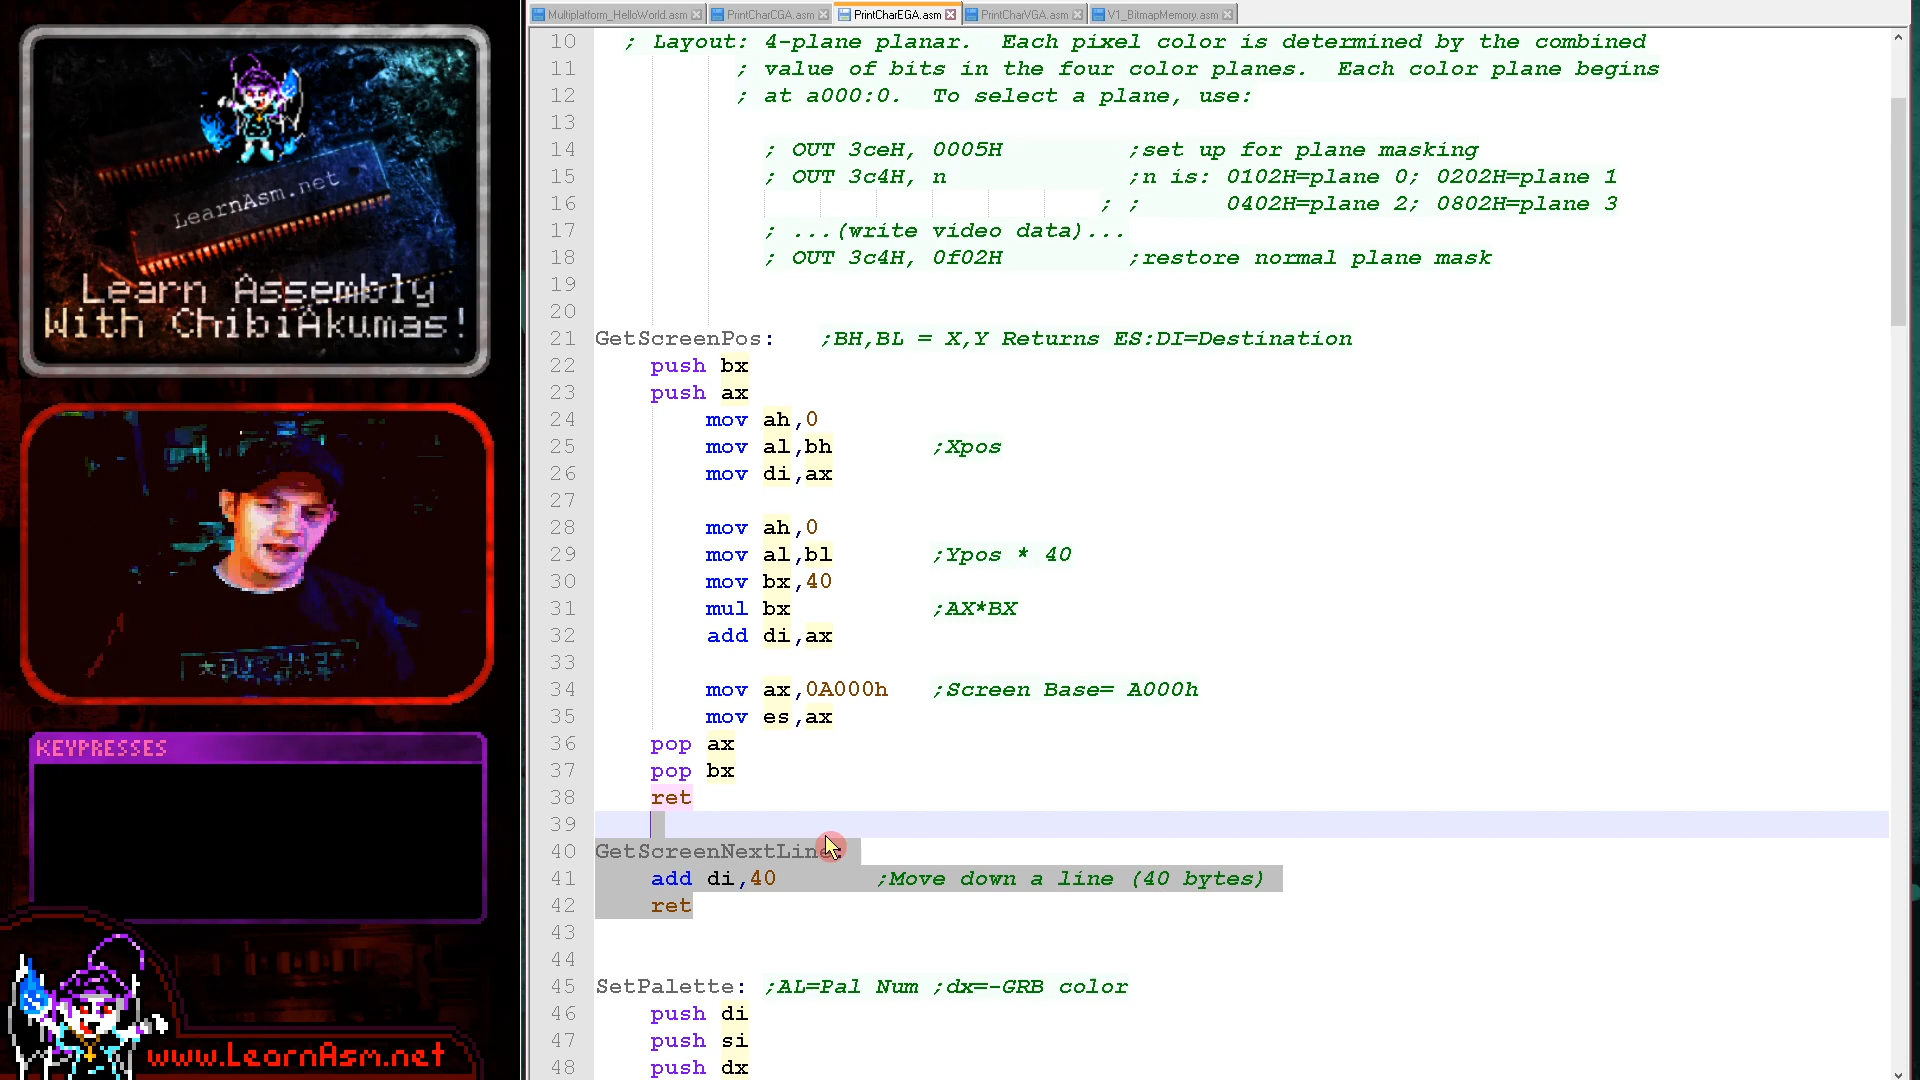 Multiplatform_HelloWorld.asm PrintCharCGA.asm PrintCharEGA.asm PrintCharVGA.asm V1_BitmapMemory.asm
LearnAsm.net
Learn Assembly
With ChibiAkumas!
KEYPRESSES
www.LearnAsm.net
10 ; Layout: 4-plane planar. Each pixel color is determined by the combined
11 ; value of bits in the four color planes. Each color plane begins
12 ; at a000:0. To select a plane, use:
13
14 ; OUT 3ceH, 0005H ;set up for plane masking
15 ; OUT 3c4H, n ;n is: 0102H=plane 0; 0202H=plane 1
16 ; ; 0402H=plane 2; 0802H=plane 3
17 ; ...(write video data)...
18 ; OUT 3c4H, 0f02H ;restore normal plane mask
19
20
21 GetScreenPos: ;BH,BL = X,Y Returns ES:DI=Destination
22 push bx
23 push ax
24 mov ah,0
25 mov al,bh ;Xpos
26 mov di,ax
27
28 mov ah,0
29 mov al,bl ;Ypos * 40
30 mov bx,40
31 mul bx ;AX*BX
32 add di,ax
33
34 mov ax,0A000h ;Screen Base= A000h
35 mov es,ax
36 pop ax
37 pop bx
38 ret
39
40 GetScreenNextLine:
41 add di,40 ;Move down a line (40 bytes)
42 ret
43
44
45 SetPalette: ;AL=Pal Num ;dx=-GRB color
46 push di
47 push si
48 push dx